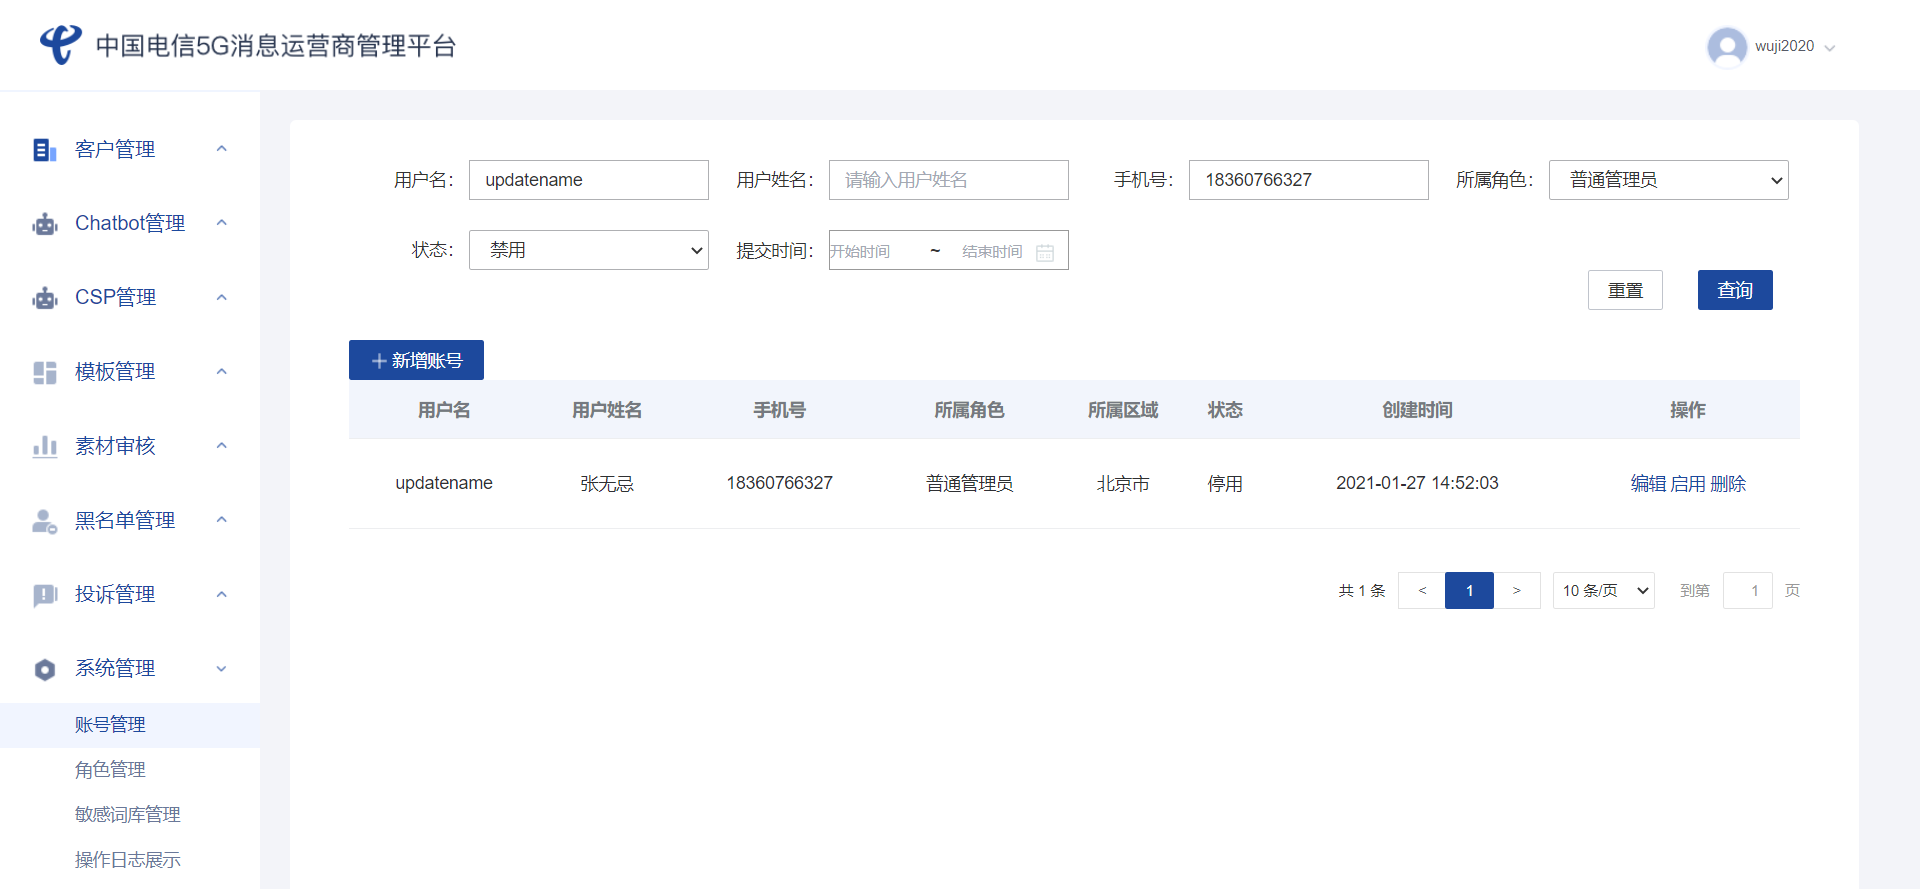 中国电信5G消息运营商管理平台
wuji2020
客户管理
Chatbot管理
CSP管理
模板管理
素材审核
黑名单管理
投诉管理
系统管理
账号管理
角色管理
敏感词库管理
操作日志展示
用户名: updatename 用户姓名: 请输入用户姓名 手机号: 18360766327 所属角色: 普通管理员
状态: 禁用 提交时间: 开始时间 ~ 结束时间
重置 查询
新增账号
用户名 用户姓名 手机号 所属角色 所属区域 状态 创建时间 操作
updatename 张无忌 18360766327 普通管理员 北京市 停用 2021-01-27 14:52:03 编辑 启用 删除
共 1 条 < 1 > 10 条/页 到第 1 页